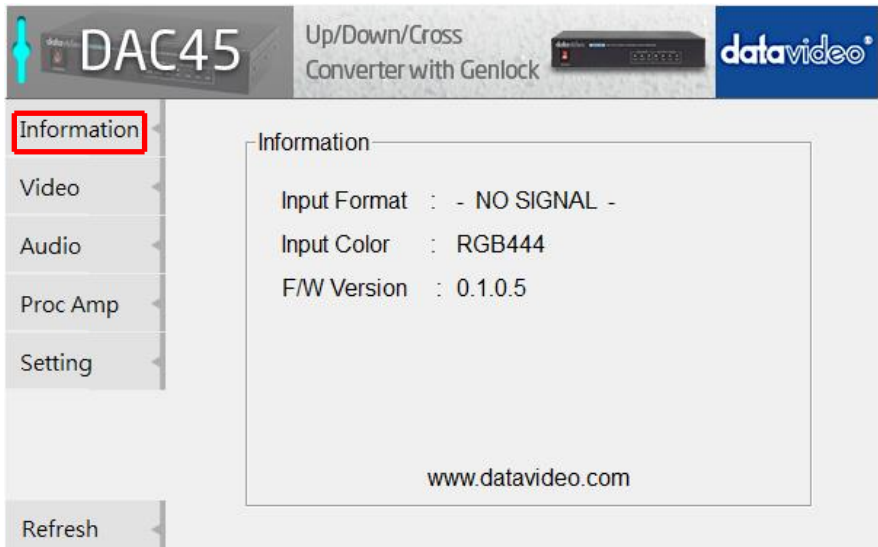 DAC45
Up/Down/Cross
Converter with Genlock
datavideo®
Information
Video
Audio
Proc Amp
Setting
Refresh
Information
Input Format : - NO SIGNAL -
Input Color : RGB444
F/W Version : 0.1.0.5
www.datavideo.com